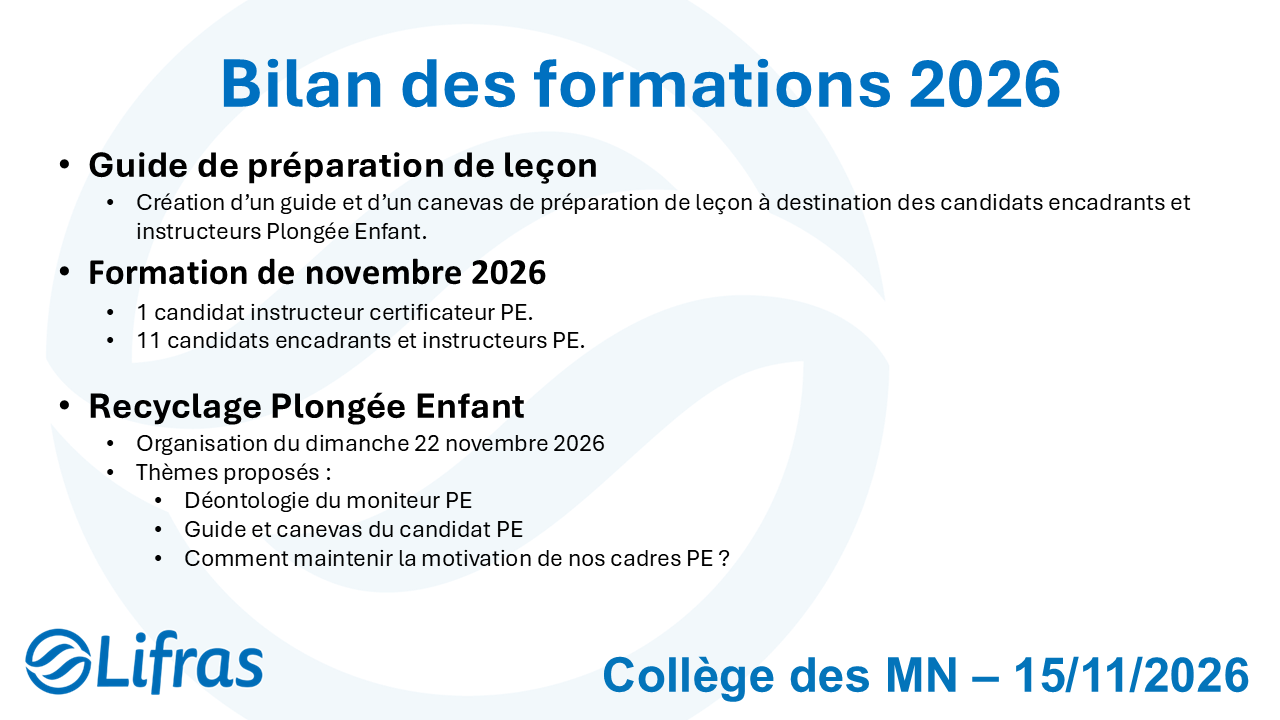 Bilan des formations 2026
• Guide de préparation de leçon
• Création d’un guide et d’un canevas de préparation de leçon à destination des candidats encadrants et
instructeurs Plongée Enfant.
• Formation de novembre 2026
• 1 candidat instructeur certificateur PE.
• 11 candidats encadrants et instructeurs PE.
• Recyclage Plongée Enfant
• Organisation du dimanche 22 novembre 2026
• Thèmes proposés :
• Déontologie du moniteur PE
• Guide et canevas du candidat PE
• Comment maintenir la motivation de nos cadres PE ?
Lifras
Collège des MN – 15/11/2026